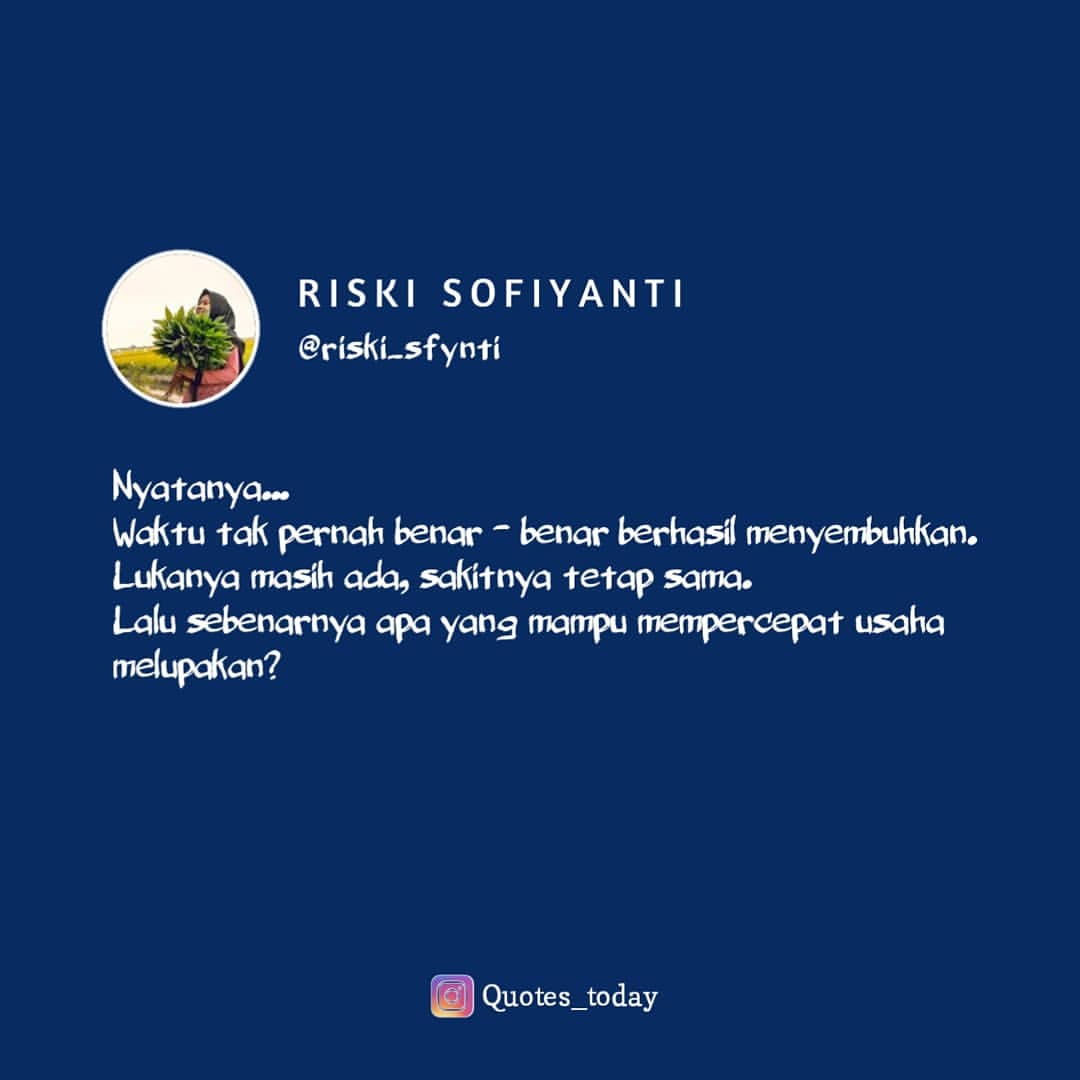 RISKI SOFIYANTI
@riski_sfynti
Nyatanya...
Waktu tak pernah benar - benar berhasil menyembuhkan.
Lukanya masih ada, sakitnya tetap sama.
Lalu sebenarnya apa yang mampu mempercepat usaha
melupakan?
Quotes_today